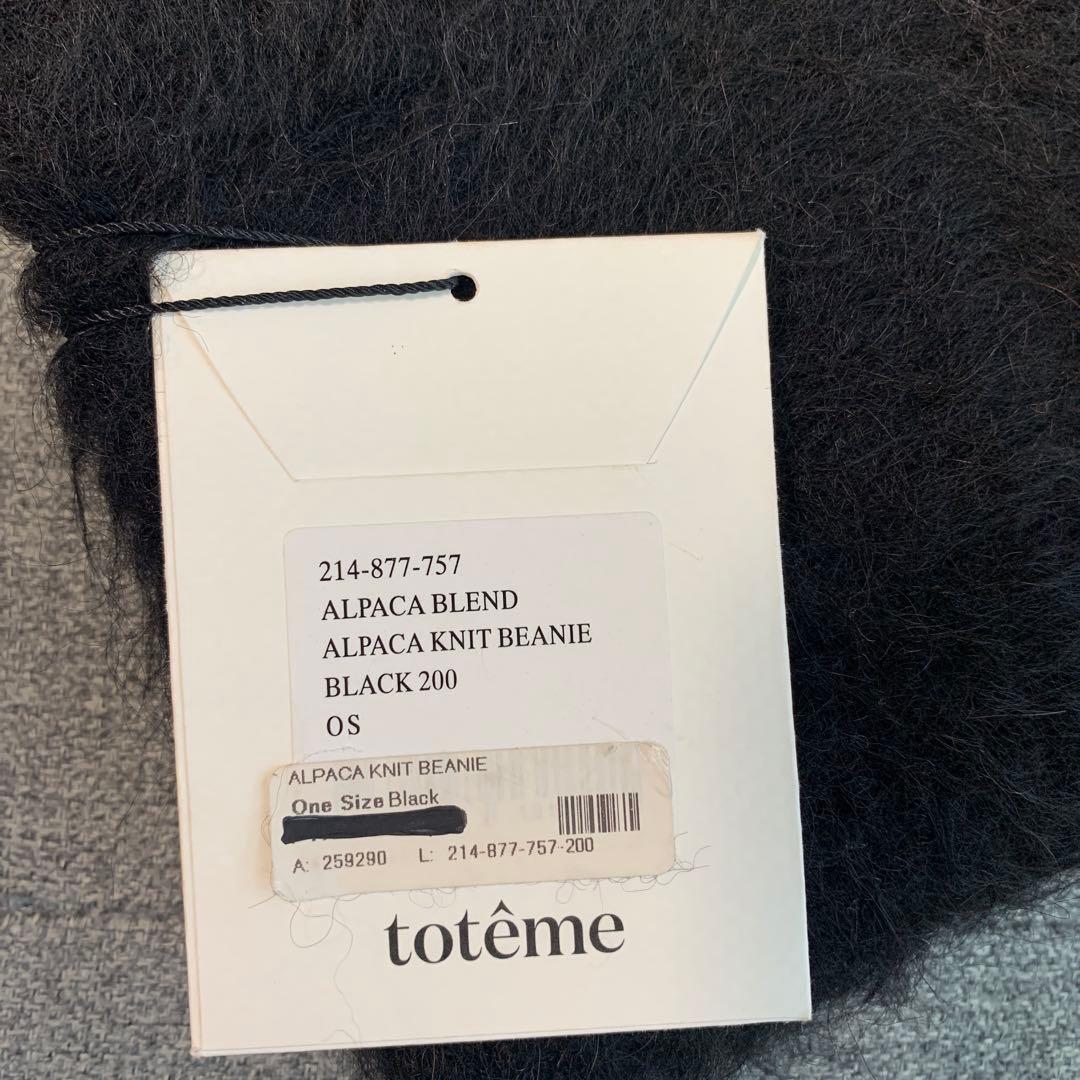 214-877-757
ALPACA BLEND
ALPACA KNIT BEANIE
BLACK 200
OS
ALPACA KNIT BEANIE
One Size Black
A: 259290 L: 214-877-757-200
totême